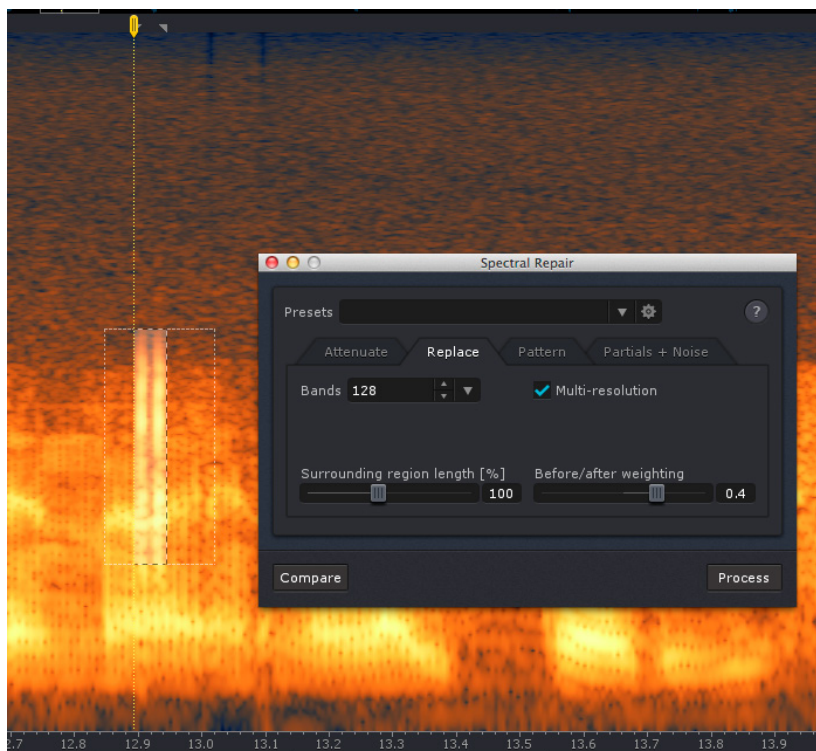 Spectral Repair
Presets
?
Attenuate Replace Pattern Partials + Noise
Bands 128 Multi-resolution
Surrounding region length [%] Before/after weighting
100 0.4
Compare Process
2.7 12.8 12.9 13.0 13.1 13.2 13.3 13.4 13.5 13.6 13.7 13.8 13.9